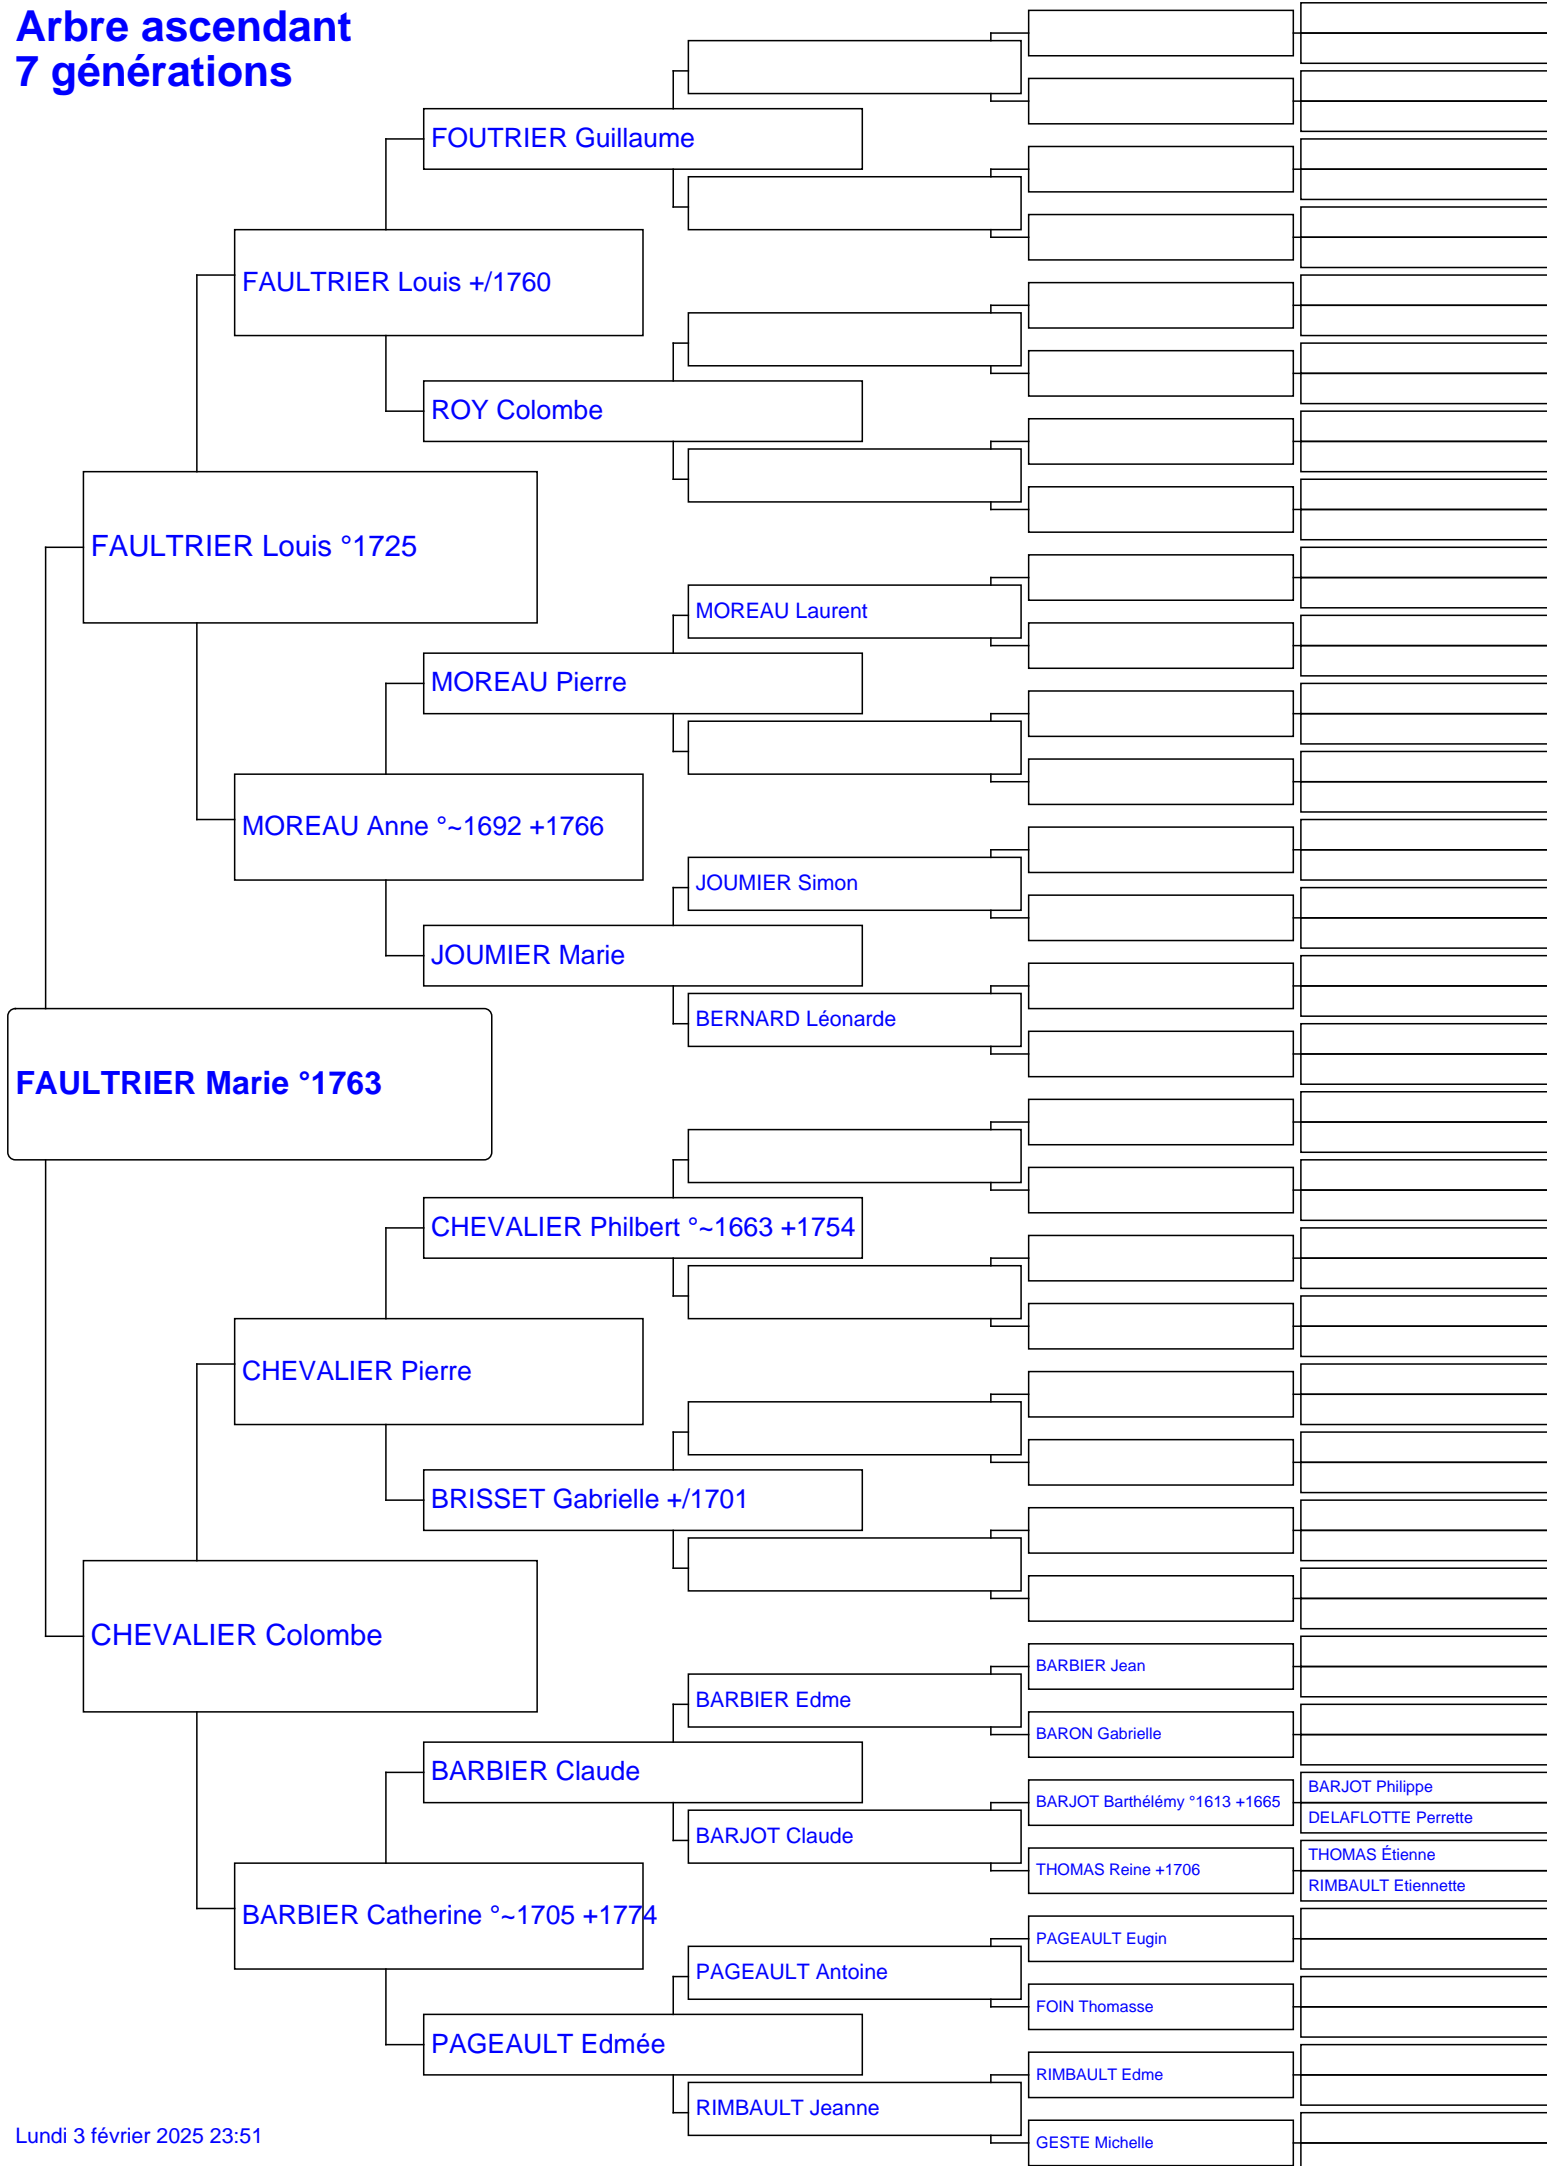 Arbre ascendant
7 générations
FOUTRIER Guillaume
FAULTRIER Louis +/1760
ROY Colombe
FAULTRIER Louis °1725
MOREAU Laurent
MOREAU Pierre
MOREAU Anne °~1692 +1766
JOUMIER Simon
JOUMIER Marie
BERNARD Léonarde
FAULTRIER Marie °1763
CHEVALIER Philbert °~1663 +1754
CHEVALIER Pierre
BRISSET Gabrielle +/1701
CHEVALIER Colombe
BARBIER Jean
BARBIER Edme
BARON Gabrielle
BARBIER Claude
BARJOT Philippe
BARJOT Barthélémy °1613 +1665
DELAFLOTTE Perrette
BARJOT Claude
THOMAS Étienne
THOMAS Reine +1706
RIMBAULT Etiennette
BARBIER Catherine °~1705 +1774
PAGEAULT Eugin
PAGEAULT Antoine
FOIN Thomasse
PAGEAULT Edmée
RIMBAULT Edme
RIMBAULT Jeanne
GESTE Michelle
Lundi 3 février 2025 23:51